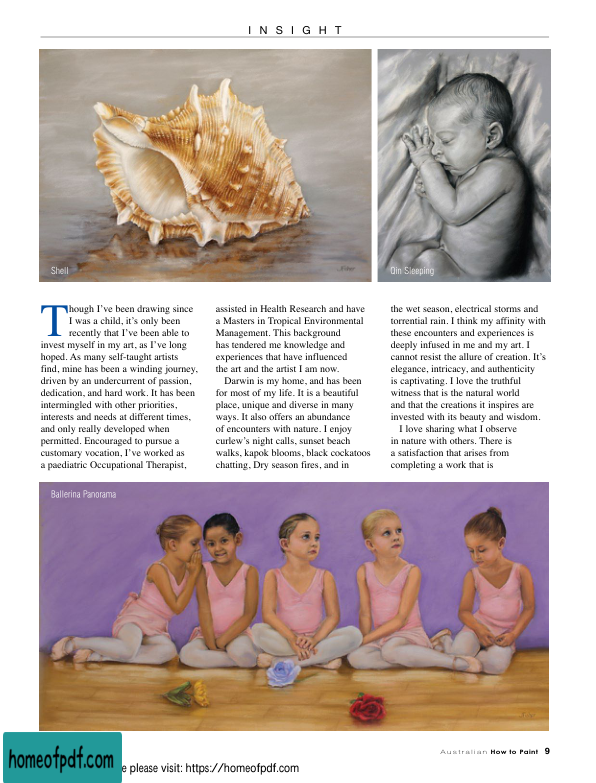 INSIGHT
Shell
Qin Sleeping
Though I've been drawing since
I was a child, it's only been
recently that I've been able to
invest myself in my art, as I've long
hoped. As many self-taught artists
find, mine has been a winding journey,
driven by an undercurrent of passion,
dedication, and hard work. It has been
intermingled with other priorities,
interests and needs at different times,
and only really developed when
permitted. Encouraged to pursue a
customary vocation, I've worked as
a paediatric Occupational Therapist,
assisted in Health Research and have
a Masters in Tropical Environmental
Management. This background
has tendered me knowledge and
experiences that have influenced
the art and the artist I am now.
Darwin is my home, and has been
for most of my life. It is a beautiful
place, unique and diverse in many
ways. It also offers an abundance
of encounters with nature. I enjoy
curlew's night calls, sunset beach
walks, kapok blooms, black cockatoos
chatting, Dry season fires, and in
the wet season, electrical storms and
torrential rain. I think my affinity with
these encounters and experiences is
deeply infused in me and my art. I
cannot resist the allure of creation. It's
elegance, intricacy, and authenticity
is captivating. I love the truthful
witness that is the natural world
and that the creations it inspires are
invested with its beauty and wisdom.
I love sharing what I observe
in nature with others. There is
a satisfaction that arises from
completing a work that is
Ballerina Panorama
Australian How to Paint 9
homeofpdf.com
please visit: https://homeofpdf.com